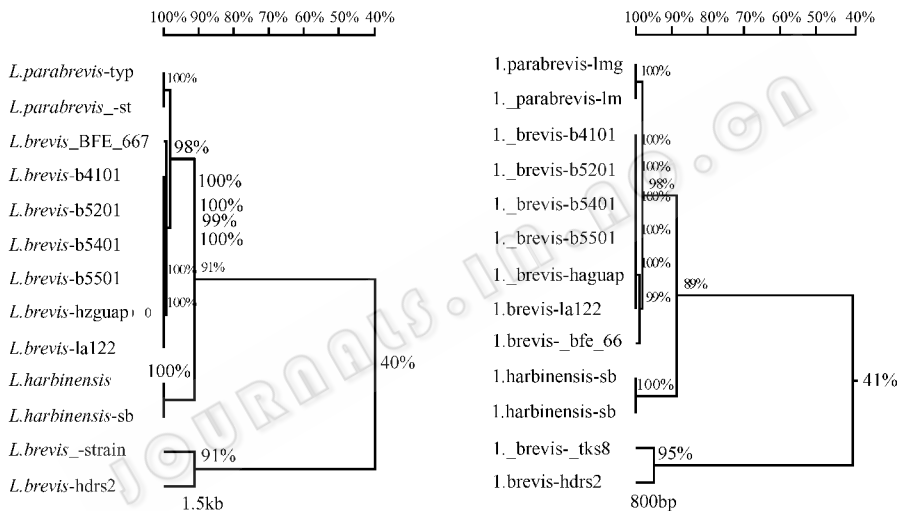 100% 90% 80% 70% 60% 50% 40%
L.parabrevis-typ
100%
L.parabrevis_-st
L.brevis_BFE_667
98%
L.brevis-b4101
100%
L.brevis-b5201
100%
99%
L.brevis-b5401
100%
L.brevis-b5501
100%
91%
L.brevis-hzguap
100%
L.brevis-la122
40%
L.harbinensis
100%
L.harbinensis-sb
L.brevis_-strain
91%
L.brevis-hdrs2
1.5kb
100% 90% 80% 70% 60% 50% 40%
1.parabrevis-lmg
100%
1._parabrevis-lm
1._brevis-b4101
100%
1._brevis-b5201
100%
98%
1._brevis-b5401
100%
1._brevis-b5501
100%
1._brevis-haguap
100%
99%
89%
1.brevis-la122
1.brevis-_bfe_66
1.harbinensis-sb
100%
41%
1.harbinensis-sb
1._brevis-_tks8
95%
1.brevis-hdrs2
800bp
JOURNALS.IM.AC.CN